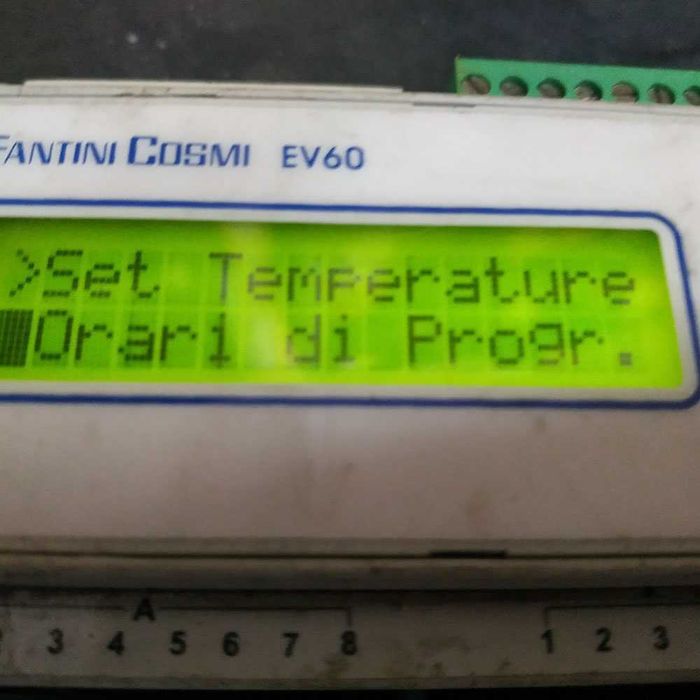 FANTINI COSMI EV60
>Set Temperature
Orari di Progr.
A
3 4 5 6 7 8 1 2 3